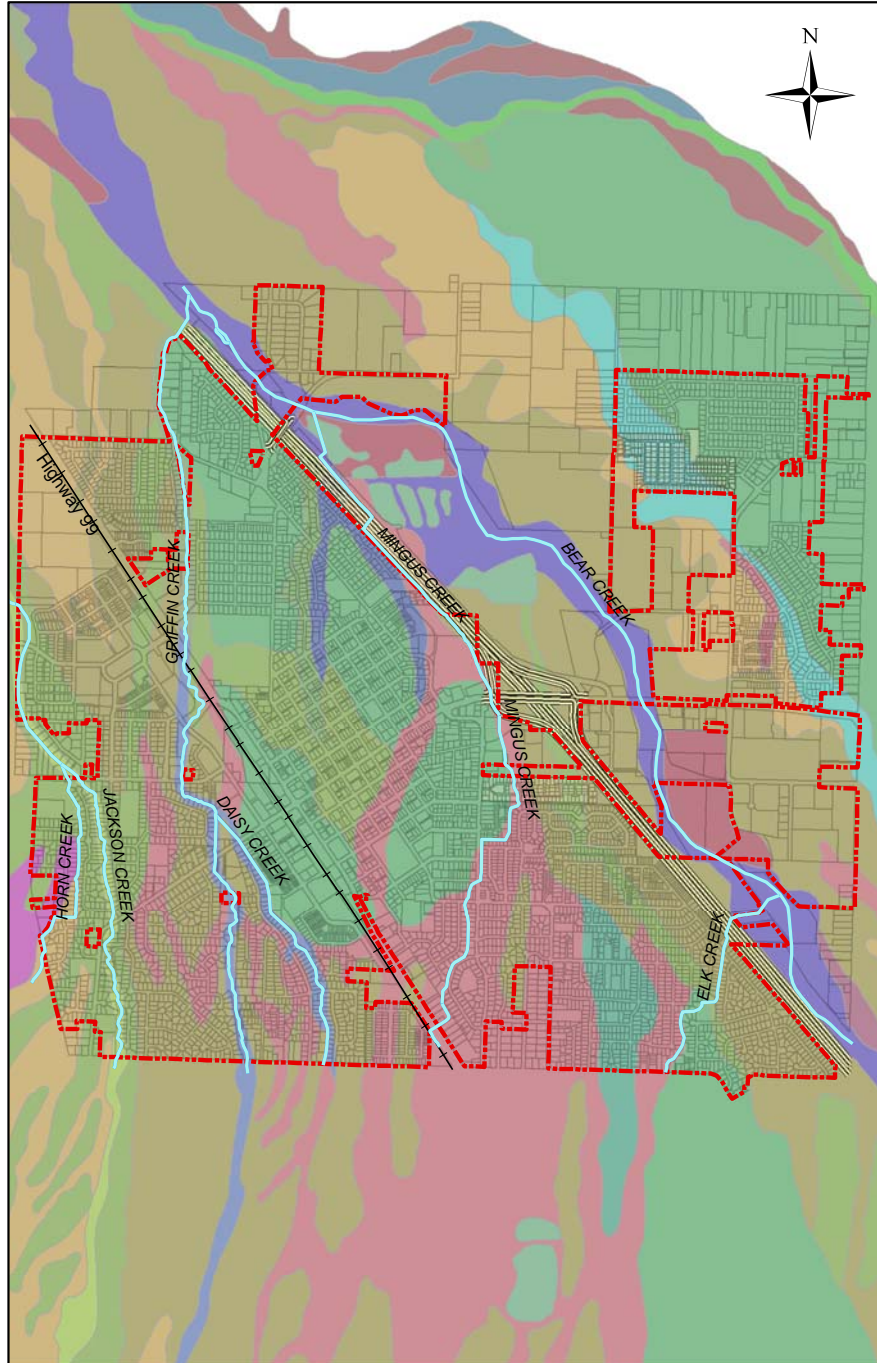 N
Highway 99
GRIFFIN CREEK
MINGUS CREEK
BEAR CREEK
MINGUS CREEK
DAISY CREEK
JACKSON CREEK
HORN CREEK
ELK CREEK